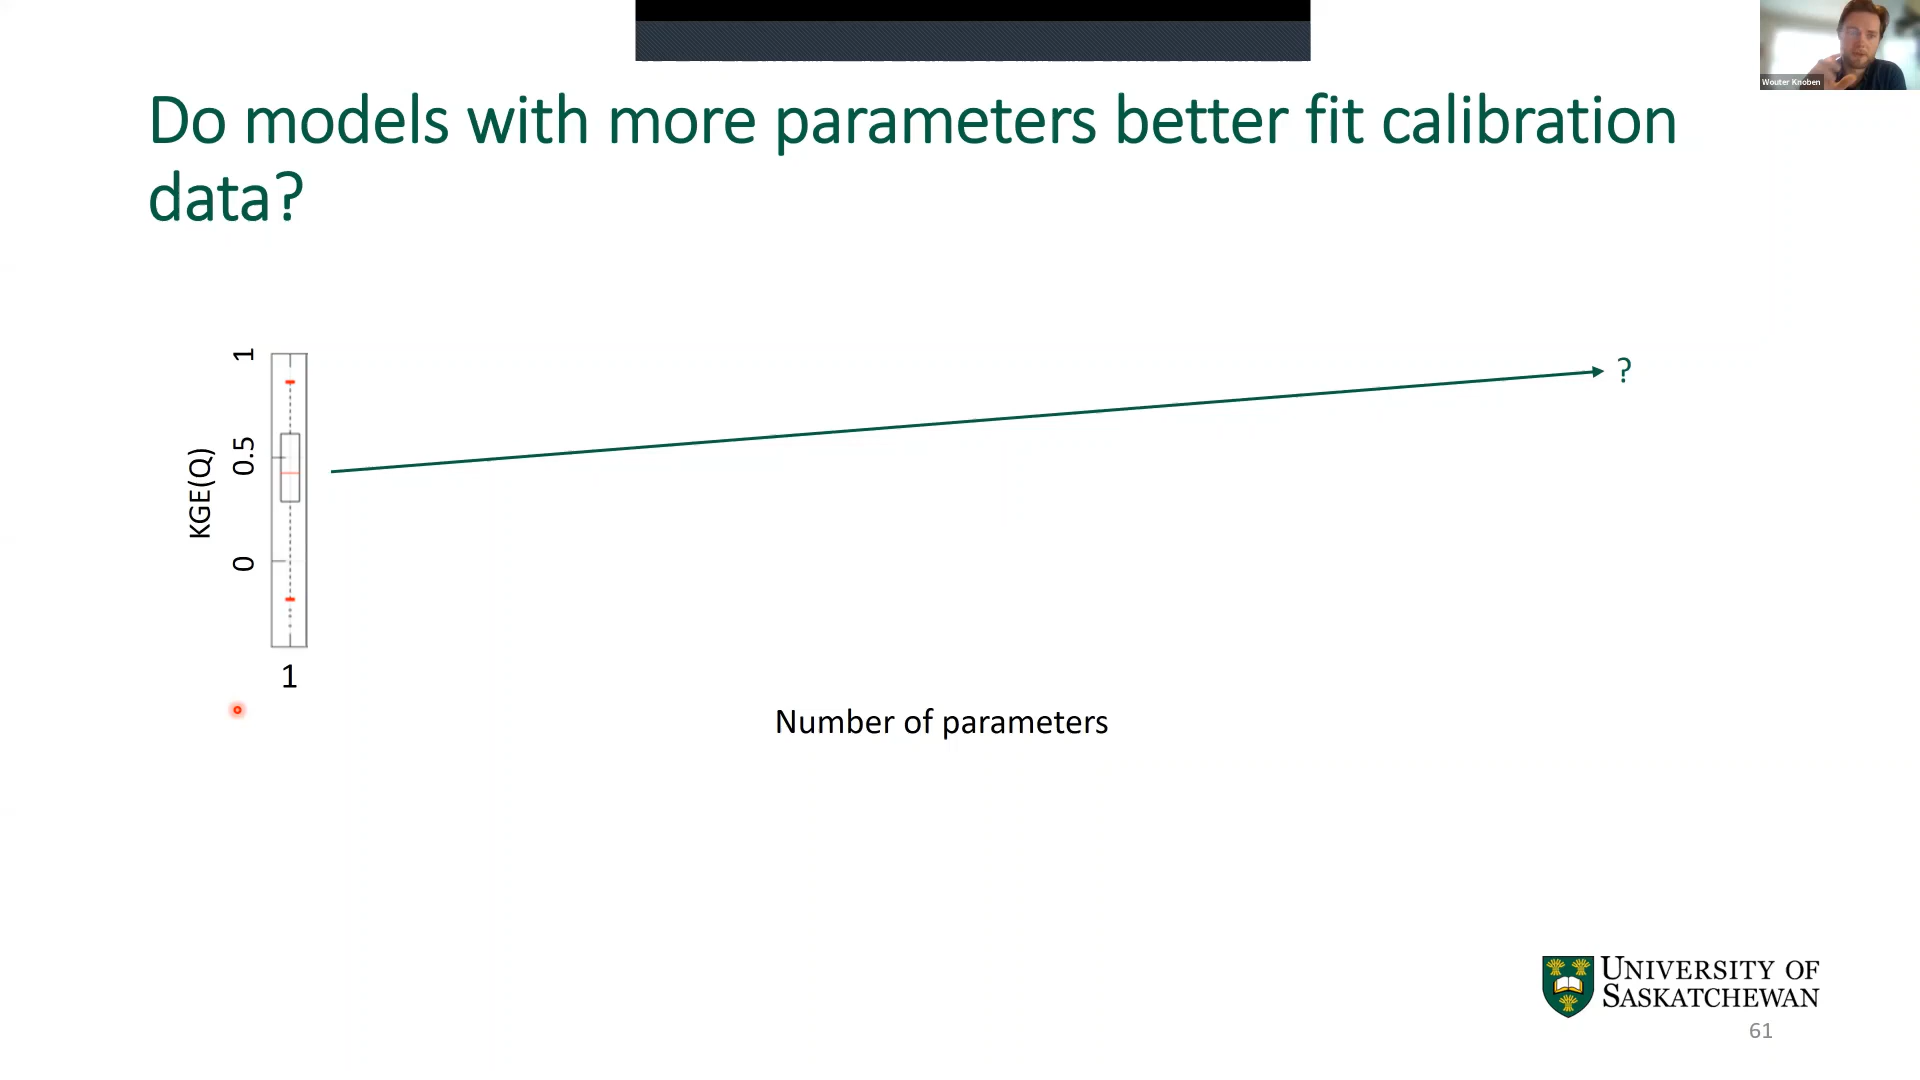 Wouter Knoben
Do models with more parameters better fit calibration
data?
1
0.5
0
KGE(Q)
?
1
Number of parameters
UNIVERSITY OF
SASKATCHEWAN
61